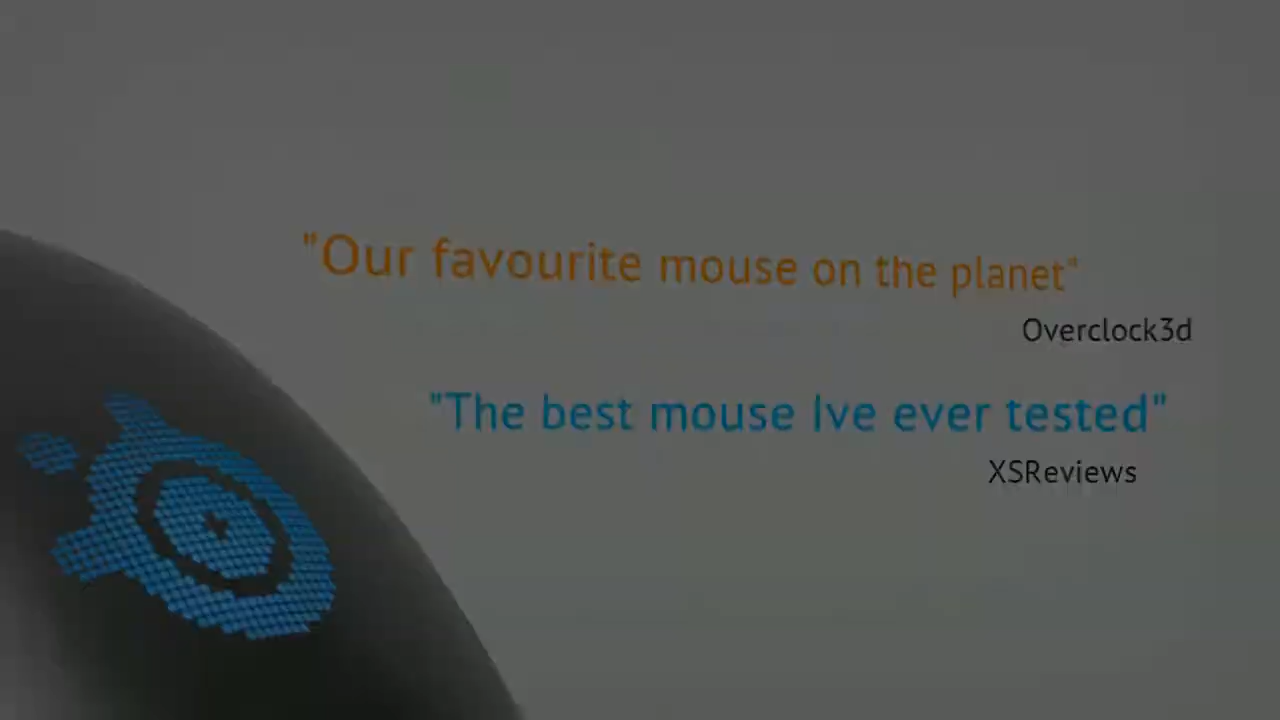 "Our favourite mouse on the planet"
Overclock3d
"The best mouse Ive ever tested"
XSReviews